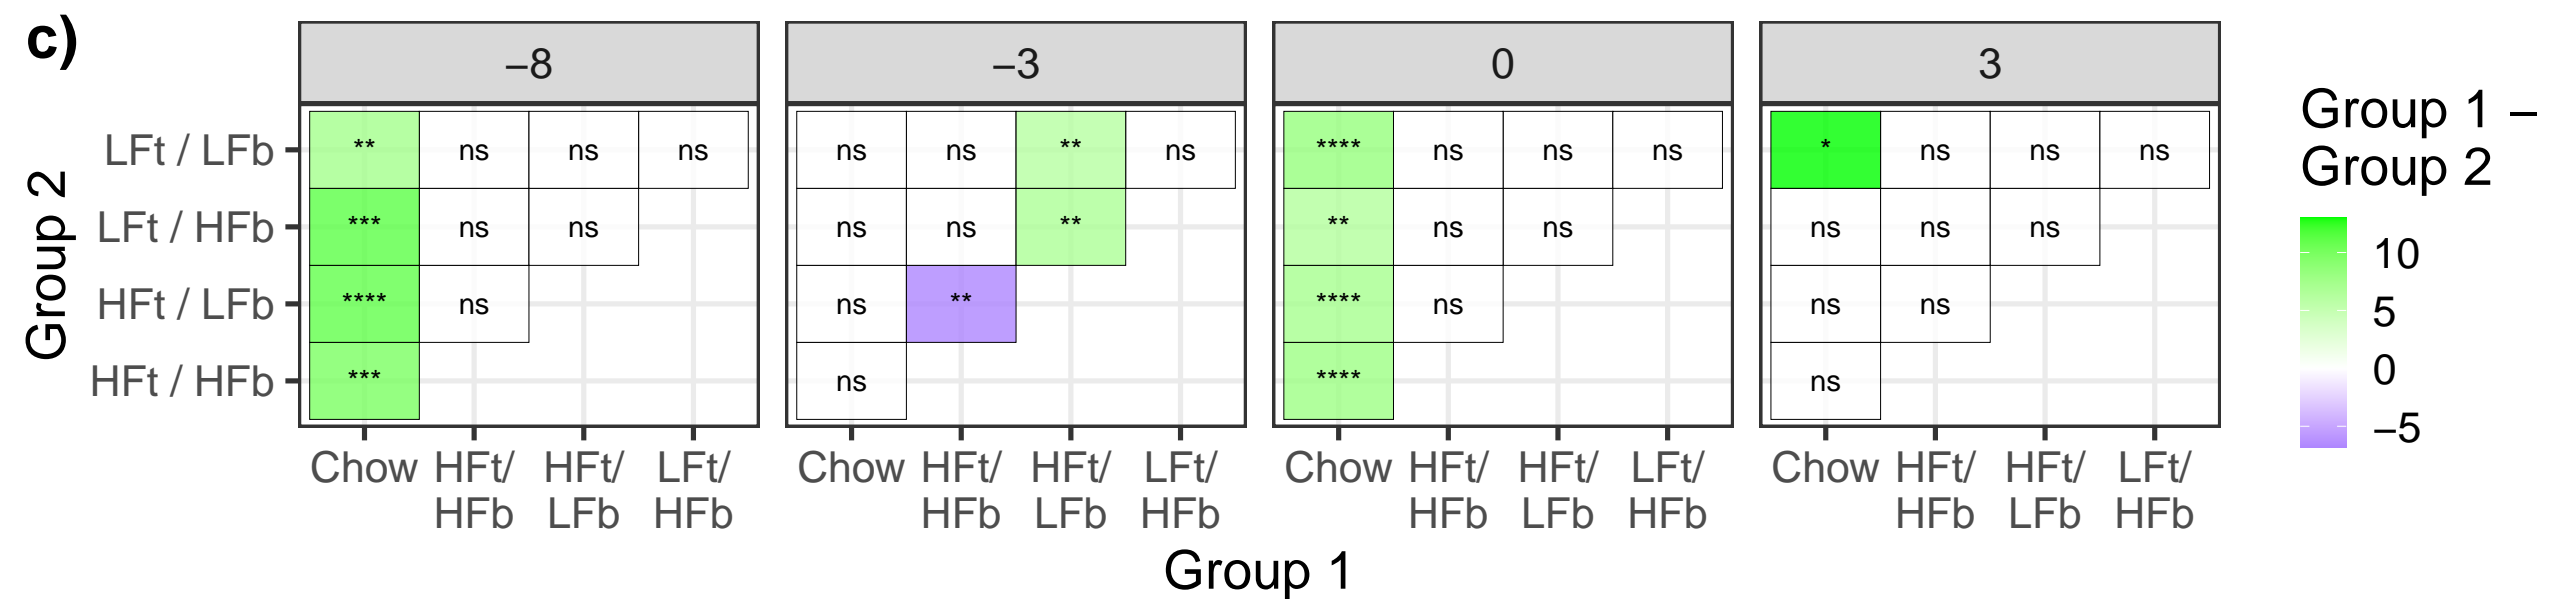 c)
−8 −3 0 3
Group 2
LFt / LFb ** ns ns ns ns ns ** ns **** ns ns ns * ns ns ns
LFt / HFb *** ns ns ns ns ** ** ns ns ns ns ns
HFt / LFb **** ns ns ** **** ns ns ns
HFt / HFb *** ns **** ns
Chow HFt/ HFt/ LFt/ Chow HFt/ HFt/ LFt/ Chow HFt/ HFt/ LFt/ Chow HFt/ HFt/ LFt/
HFb LFb HFb HFb LFb HFb HFb LFb HFb HFb LFb HFb
Group 1
Group 1 −
Group 2
10
5
0
−5